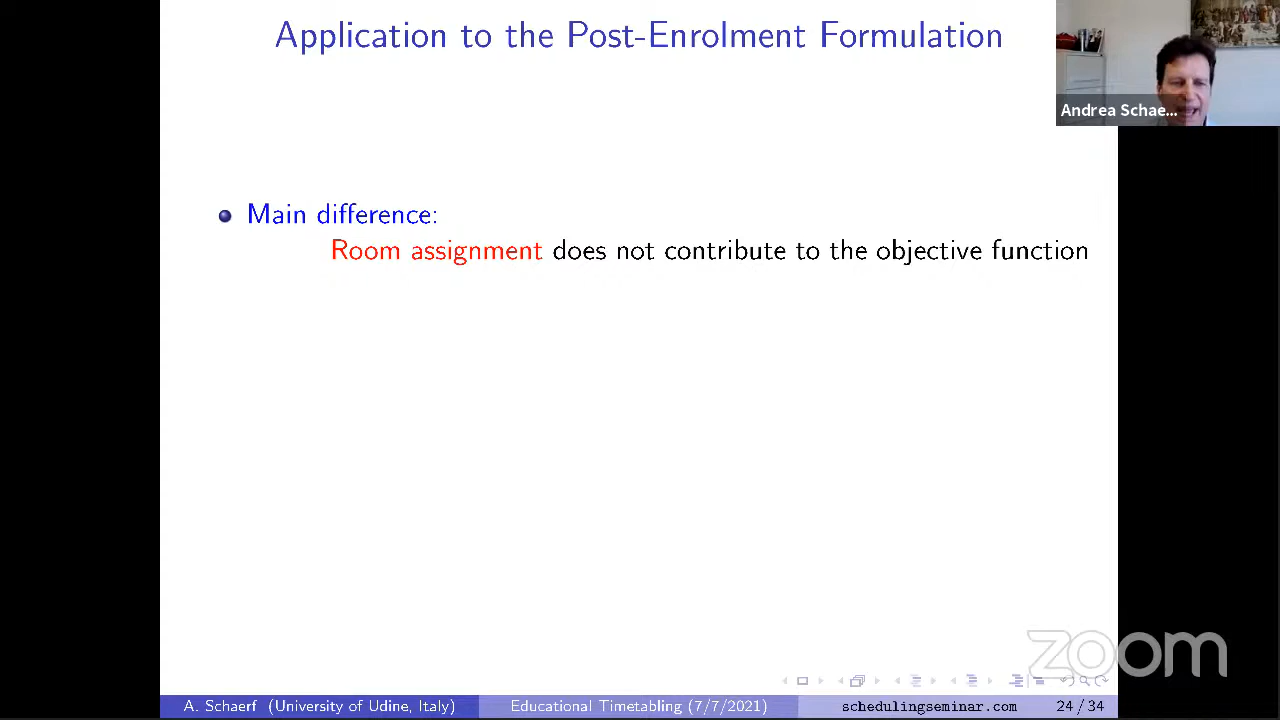 Application to the Post-Enrolment Formulation
Andrea Schae...
Main difference:
Room assignment does not contribute to the objective function
zoom
A. Schaerf (University of Udine, Italy)
Educational Timetabling (7/7/2021)
schedulingseminar.com
24 / 34